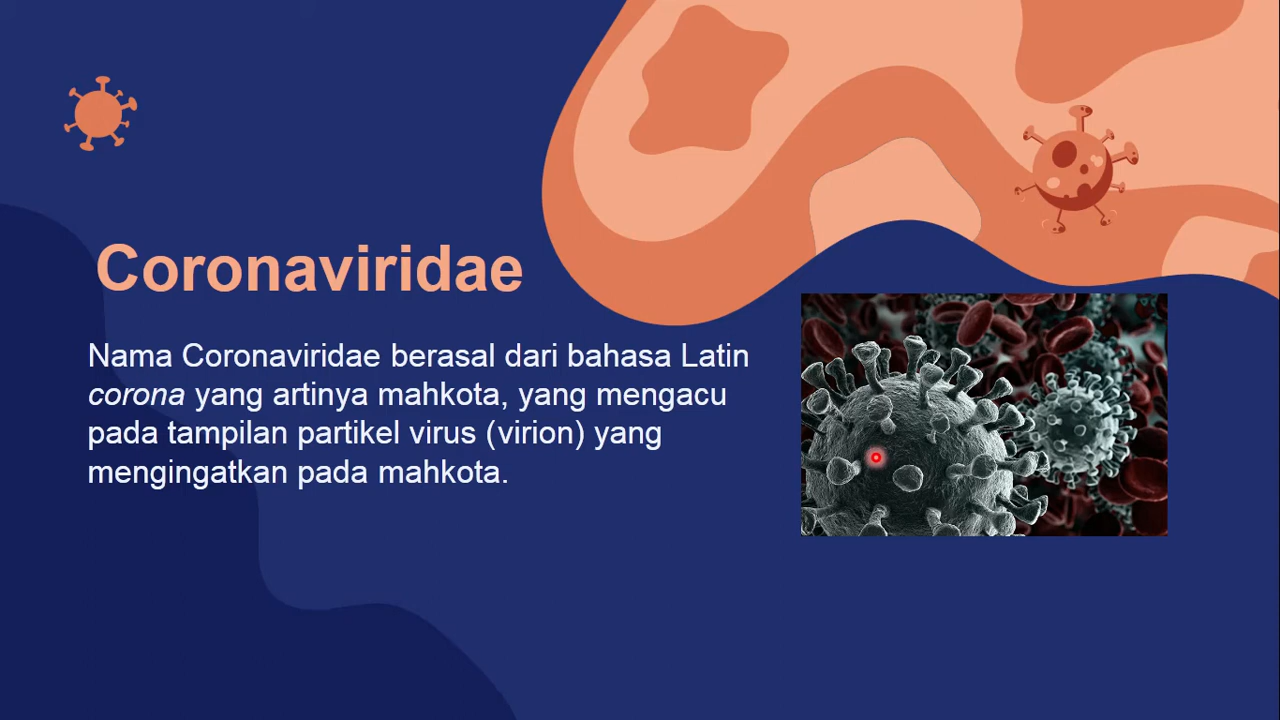 Coronaviridae
Nama Coronaviridae berasal dari bahasa Latin
corona yang artinya mahkota, yang mengacu
pada tampilan partikel virus (virion) yang
mengingatkan pada mahkota.